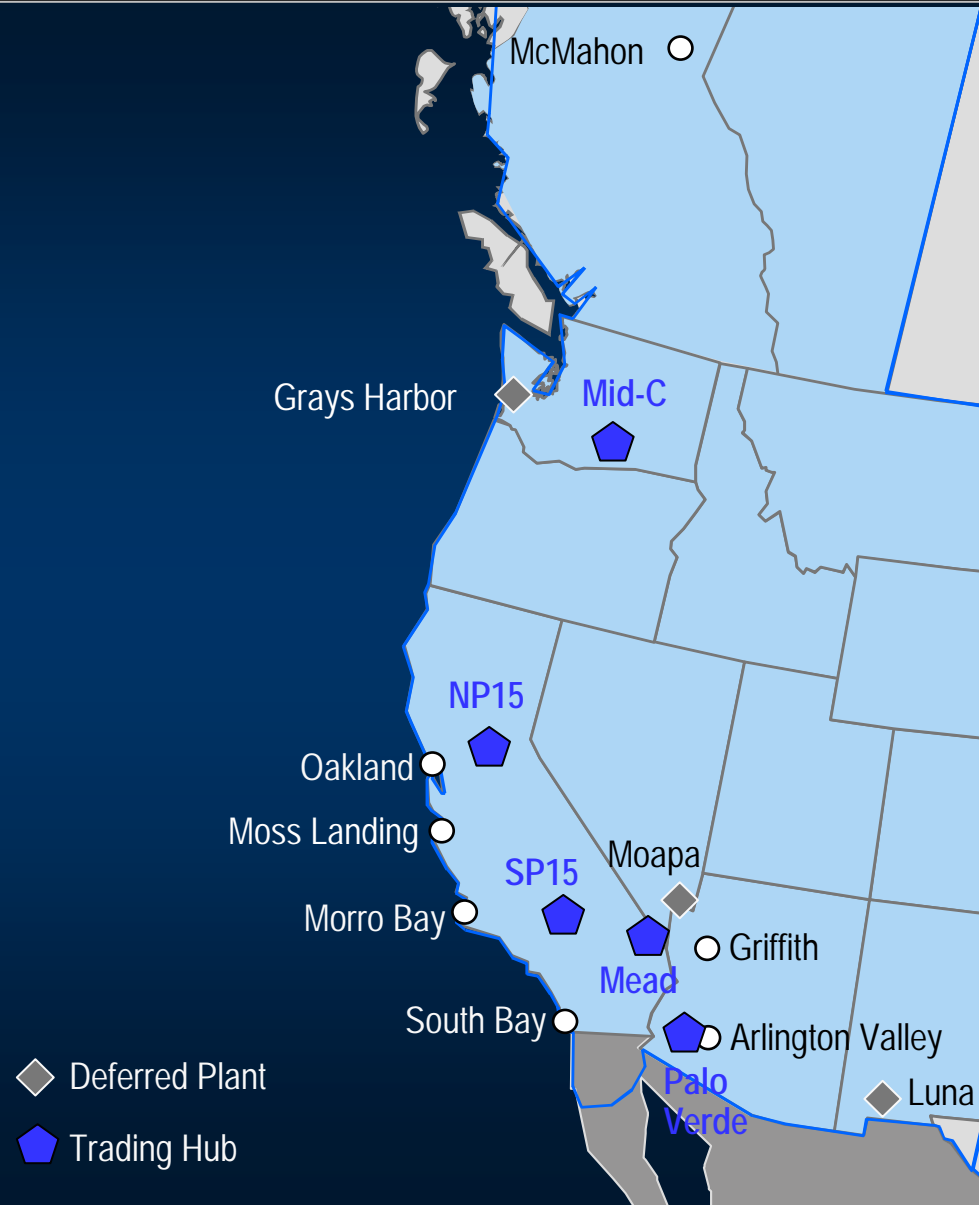 McMahon
Grays Harbor
Mid-C
NP15
Oakland
Moss Landing
Moapa
SP15
Morro Bay
Griffith
Mead
South Bay
Arlington Valley
Deferred Plant
Palo
Verde
Luna
Trading Hub